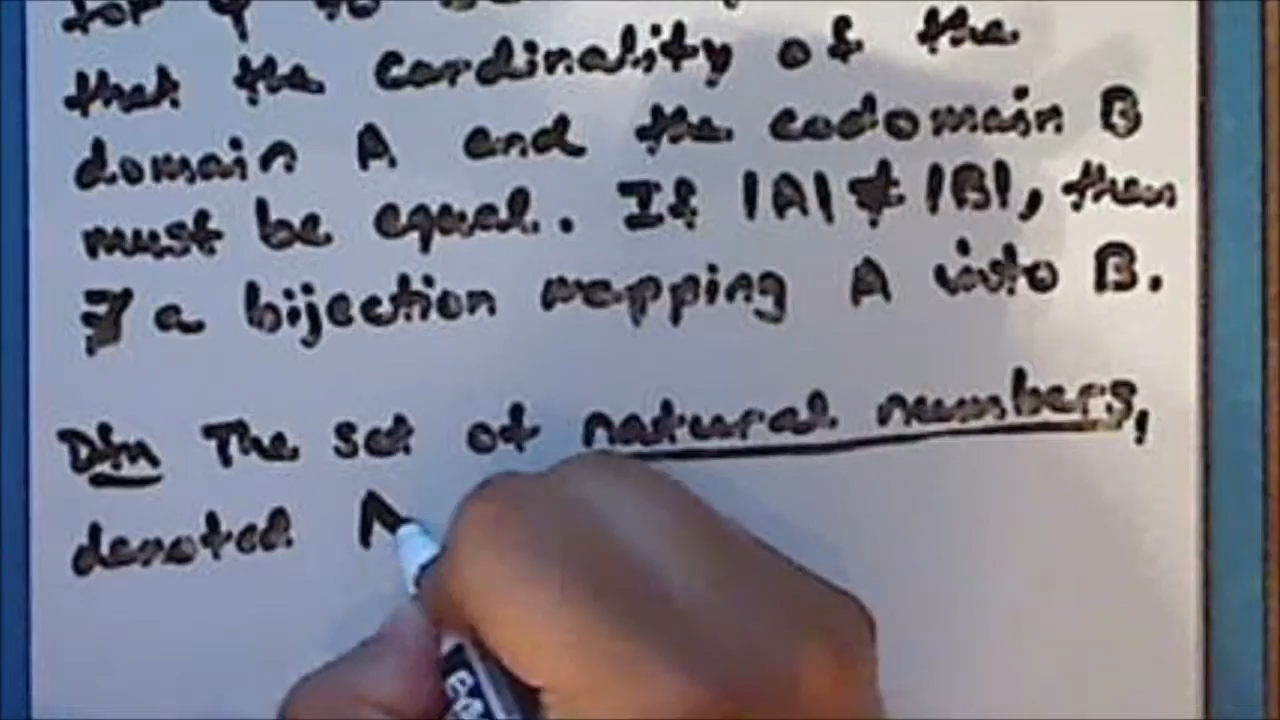 that the cardinality of the
domain A and the codomain B
must be equal. If |A| ≠ |B|, then
∄ a bijection mapping A into B.
Dfn The set of natural numbers,
denoted